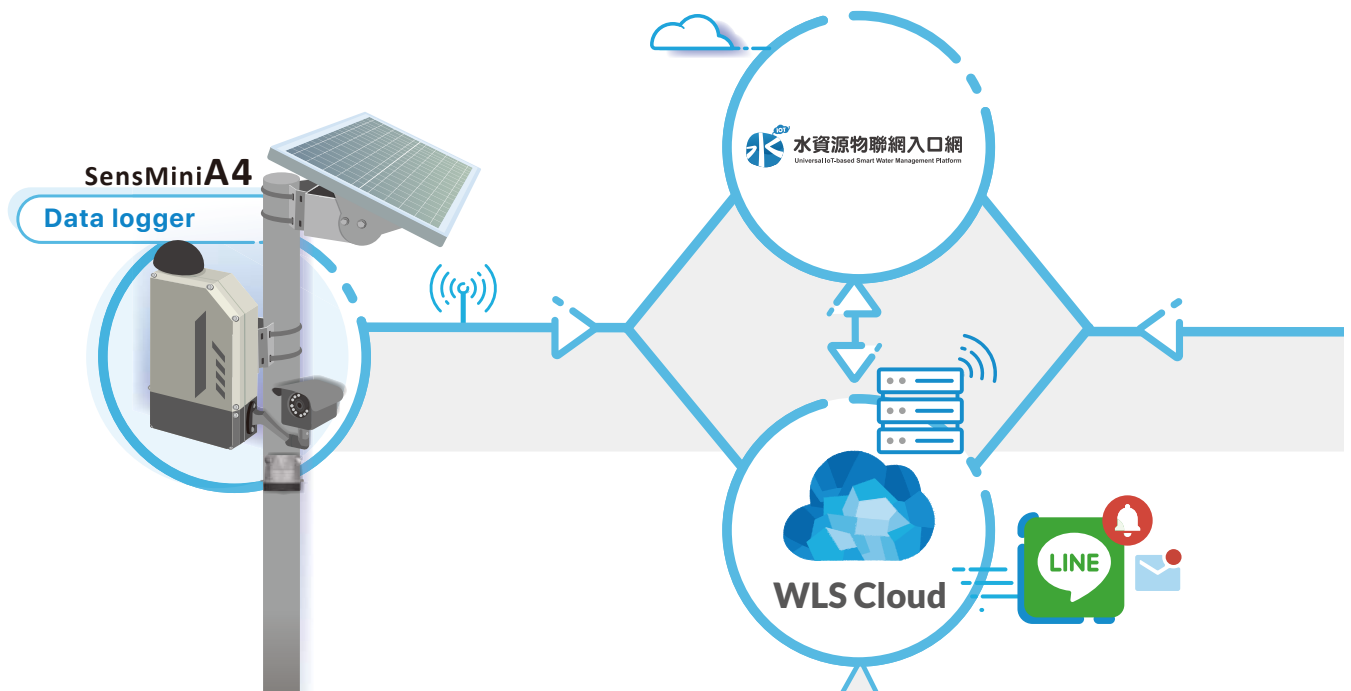 SensMiniA4
Data logger
IOT
水資源物聯網入口網
Universal IoT-based Smart Water Management Platform
WLS Cloud
LINE